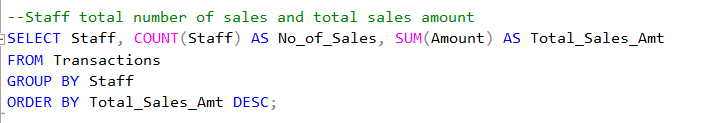 --Staff total number of sales and total sales amount
SELECT Staff, COUNT(Staff) AS No_of_Sales, SUM(Amount) AS Total_Sales_Amt
FROM Transactions
GROUP BY Staff
ORDER BY Total_Sales_Amt DESC;